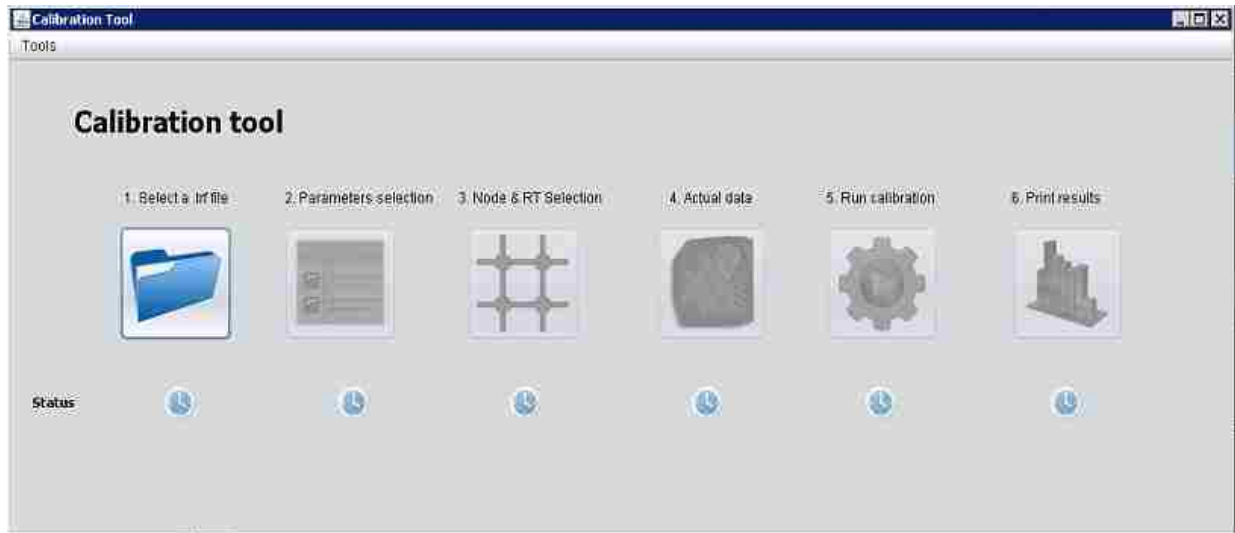 Calibration Tool
Tools
Calibration tool
1. Select a .trf file
2. Parameters selection
3. Node & RT Selection
4. Actual data
5. Run calibration
6. Print results
Status